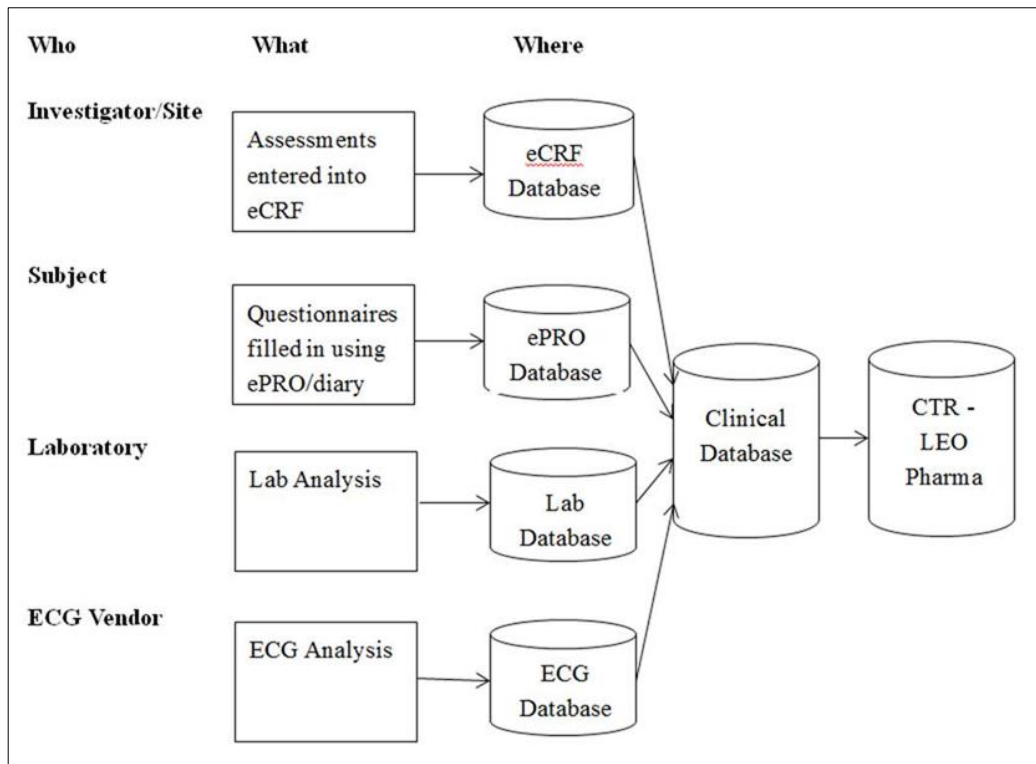 Who What Where
Investigator/Site
Assessments
entered into
eCRF
eCRF
Database
Subject
Questionnaires
filled in using
ePRO/diary
ePRO
Database
Laboratory
Lab Analysis
Lab
Database
ECG Vendor
ECG Analysis
ECG
Database
Clinical
Database
CTR -
LEO
Pharma